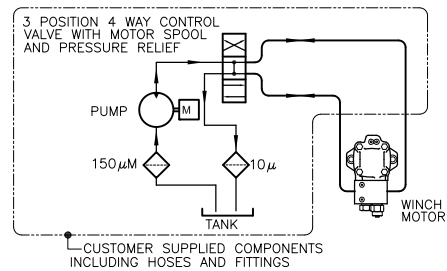 3 POSITION 4 WAY CONTROL
VALVE WITH MOTOR SPOOL
AND PRESSURE RELIEF
PUMP
M
150µM
10µ
TANK
WINCH
MOTOR
CUSTOMER SUPPLIED COMPONENTS
INCLUDING HOSES AND FITTINGS